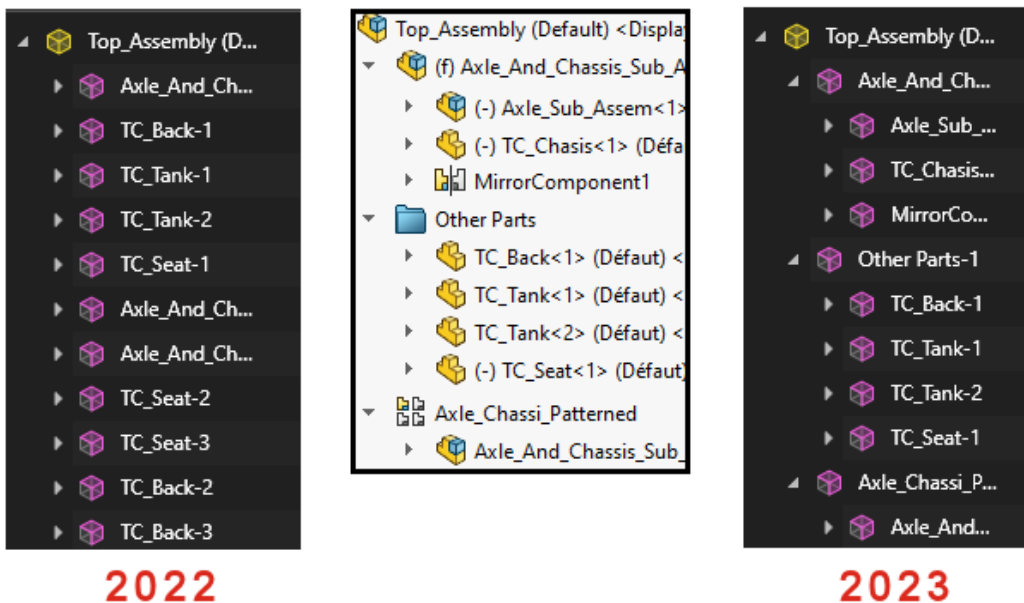 Top_Assembly (D...
Axle_And_Ch...
TC_Back-1
TC_Tank-1
TC_Tank-2
TC_Seat-1
Axle_And_Ch...
Axle_And_Ch...
TC_Seat-2
TC_Seat-3
TC_Back-2
TC_Back-3
2022
Top_Assembly (Default) <Display
(f) Axle_And_Chassis_Sub_A
(-) Axle_Sub_Assem<1>
(-) TC_Chasis<1> (Défa
MirrorComponent1
Other Parts
TC_Back<1> (Défaut) <
TC_Tank<1> (Défaut) <
TC_Tank<2> (Défaut) <
(-) TC_Seat<1> (Défaut)
Axle_Chassi_Patterned
Axle_And_Chassis_Sub_
Top_Assembly (D...
Axle_And_Ch...
Axle_Sub_...
TC_Chasis...
MirrorCo...
Other Parts-1
TC_Back-1
TC_Tank-1
TC_Tank-2
TC_Seat-1
Axle_Chassi_P...
Axle_And...
2023